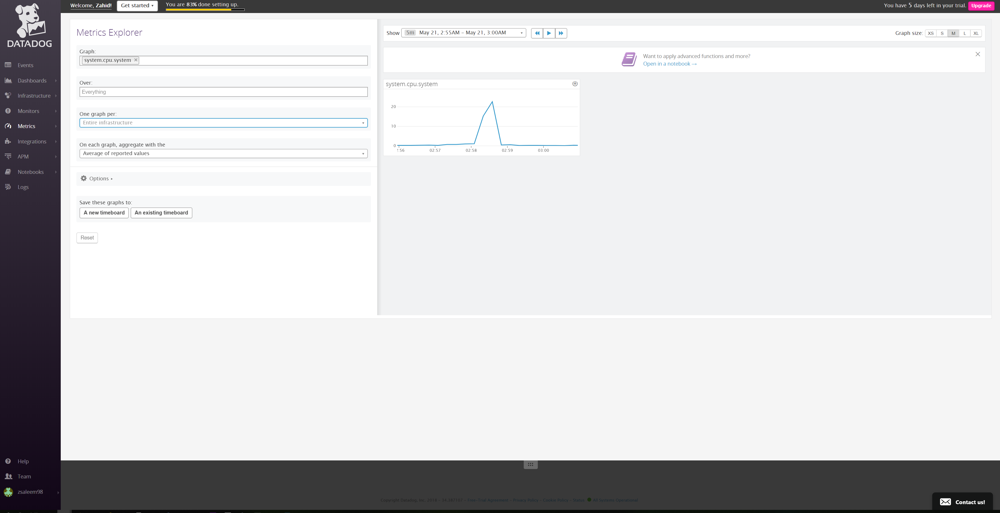 Welcome, Zahid!
Get started
You are 83% done setting up.
You have 5 days left in your trial.
Upgrade
DATADOG
Events
Dashboards
Infrastructure
Monitors
Metrics
Integrations
APM
Notebooks
Logs
Help
Team
zsaleem98
Metrics Explorer
Graph:
system.cpu.system
Over:
Everything
One graph per:
Entire infrastructure
On each graph, aggregate with the
Average of reported values
Options
Save these graphs to:
A new timeboard
An existing timeboard
Reset
Show 5m May 21, 2:55AM - May 21, 3:00AM
Graph size: XS S M L XL
Want to apply advanced functions and more?
Open in a notebook →
system.cpu.system
20
10
0
:56 02:57 02:58 02:59 03:00
Copyright Datadog, Inc. 2018 - 34.387107 - Free-Trial Agreement - Privacy Policy - Cookie Policy - Status All Systems Operational
Contact us!